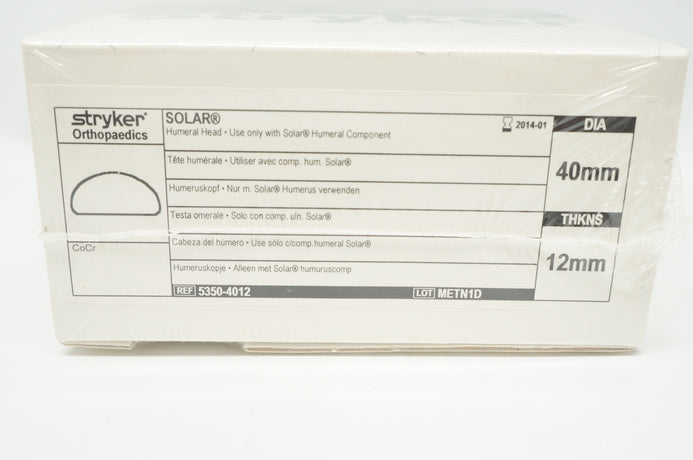 stryker®
Orthopaedics
SOLAR®
Humeral Head • Use only with Solar® Humeral Component
2014-01
DIA
40mm
Tête humérale • Utiliser avec comp. hum. Solar®
Humeruskopf • Nur m. Solar® Humerus verwenden
Testa omerale • Solo con comp. uln. Solar®
THKNS
12mm
CoCr
Cabeza del húmero • Use sólo c/comp.humeral Solar®
Humeruskopje • Alleen met Solar® humuruscomp
REF 5350-4012
LOT METN1D